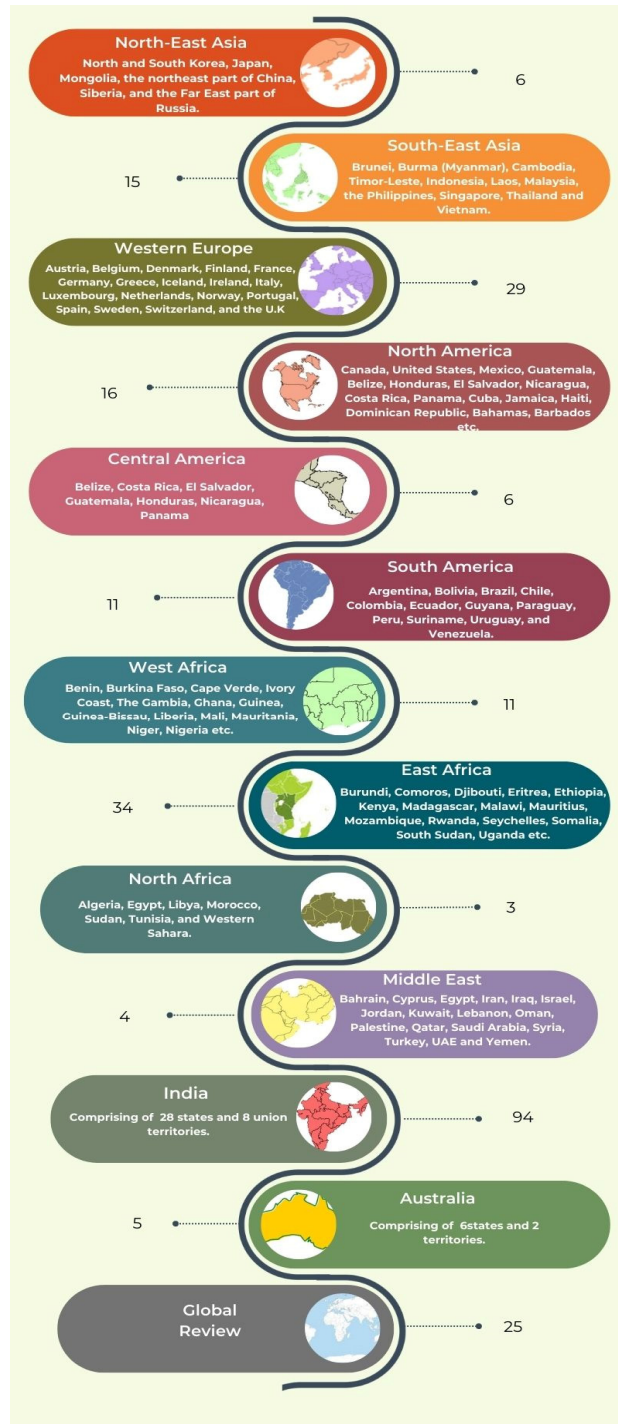 North-East Asia
North and South Korea, Japan,
Mongolia, the northeast part of China,
Siberia, and the Far East part of
Russia.
6
South-East Asia
Brunei, Burma (Myanmar), Cambodia,
Timor-Leste, Indonesia, Laos, Malaysia,
the Philippines, Singapore, Thailand and
Vietnam.
15
Western Europe
Austria, Belgium, Denmark, Finland, France,
Germany, Greece, Iceland, Ireland, Italy,
Luxembourg, Netherlands, Norway, Portugal,
Spain, Sweden, Switzerland, and the U.K
29
North America
Canada, United States, Mexico, Guatemala,
Belize, Honduras, El Salvador, Nicaragua,
Costa Rica, Panama, Cuba, Jamaica, Haiti,
Dominican Republic, Bahamas, Barbados
etc.
16
Central America
Belize, Costa Rica, El Salvador,
Guatemala, Honduras, Nicaragua,
Panama
6
South America
Argentina, Bolivia, Brazil, Chile,
Colombia, Ecuador, Guyana, Paraguay,
Peru, Suriname, Uruguay, and
Venezuela.
11
West Africa
Benin, Burkina Faso, Cape Verde, Ivory
Coast, The Gambia, Ghana, Guinea,
Guinea-Bissau, Liberia, Mali, Mauritania,
Niger, Nigeria etc.
11
East Africa
Burundi, Comoros, Djibouti, Eritrea, Ethiopia,
Kenya, Madagascar, Malawi, Mauritius,
Mozambique, Rwanda, Seychelles, Somalia,
South Sudan, Uganda etc.
34
North Africa
Algeria, Egypt, Libya, Morocco,
Sudan, Tunisia, and Western
Sahara.
3
Middle East
Bahrain, Cyprus, Egypt, Iran, Iraq, Israel,
Jordan, Kuwait, Lebanon, Oman,
Palestine, Qatar, Saudi Arabia, Syria,
Turkey, UAE and Yemen.
4
India
Comprising of 28 states and 8 union
territories.
94
Australia
Comprising of 6states and 2
territories.
5
Global
Review
25